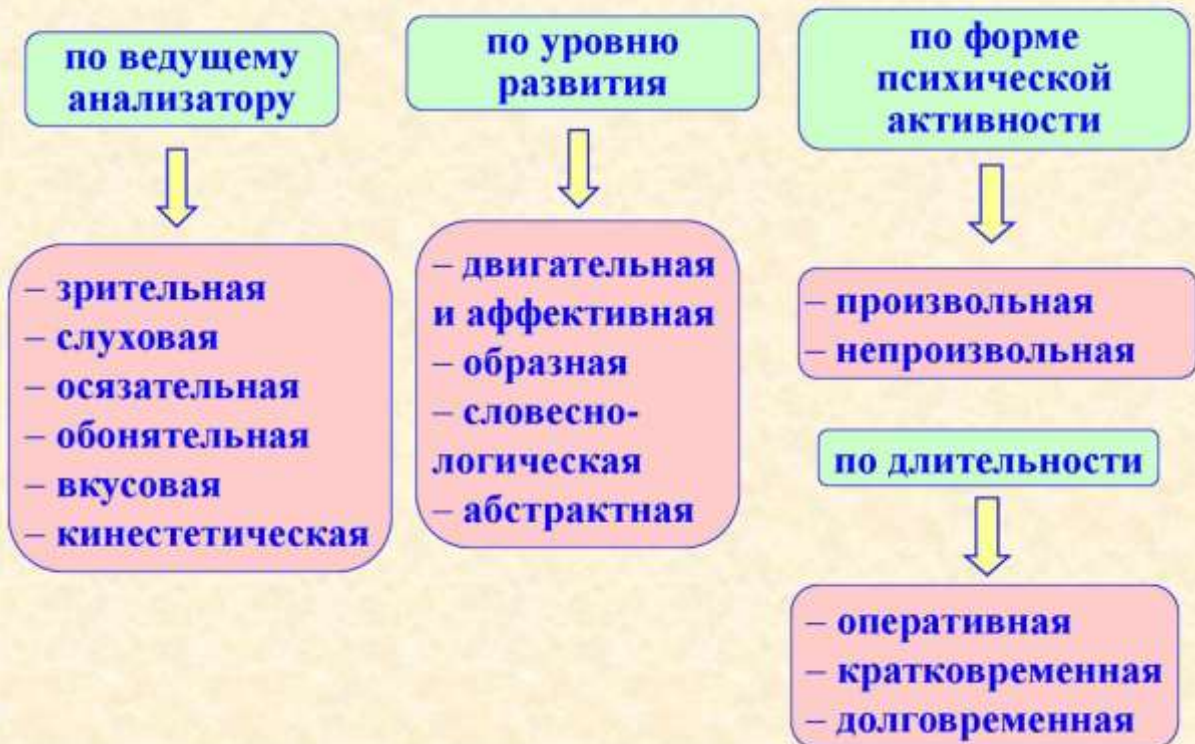 по ведущему
анализатору
– зрительная
– слуховая
– осязательная
– обонятельная
– вкусовая
– кинестетическая
по уровню
развития
– двигательная
и аффективная
– образная
– словесно-
логическая
– абстрактная
по форме
психической
активности
– произвольная
– непроизвольная
по длительности
– оперативная
– кратковременная
– долговременная